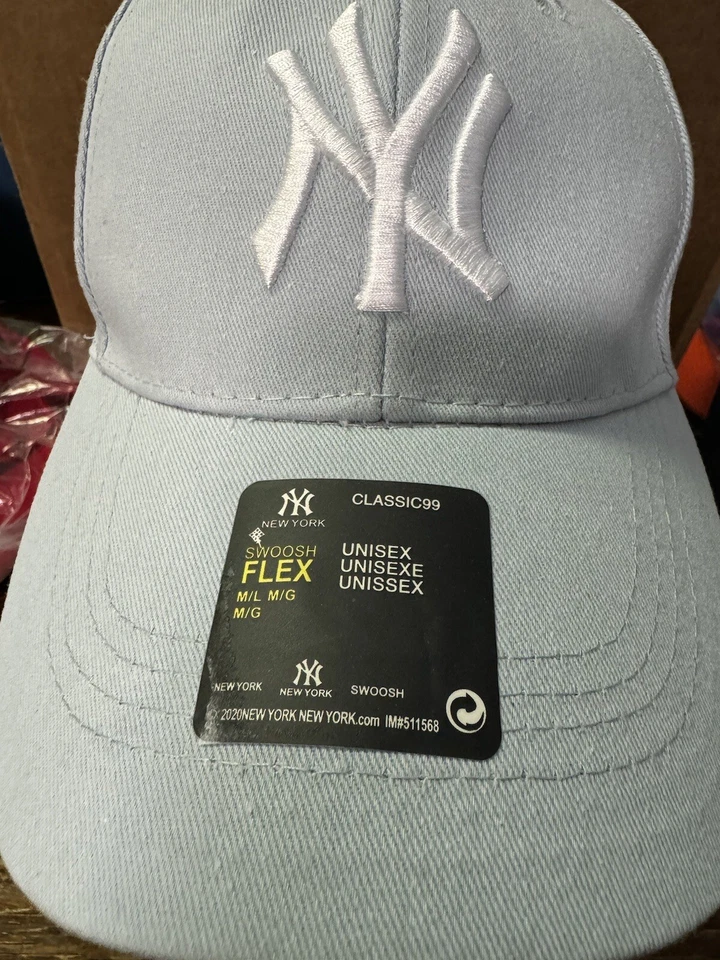 NY
NY
NEW YORK
CLASSIC99
SWOOSH
FLEX
M/L M/G
M/G
UNISEX
UNISEXE
UNISSEX
NEW YORK
NY
NEW YORK
SWOOSH
2020NEW YORK NEW YORK.com IM#511568